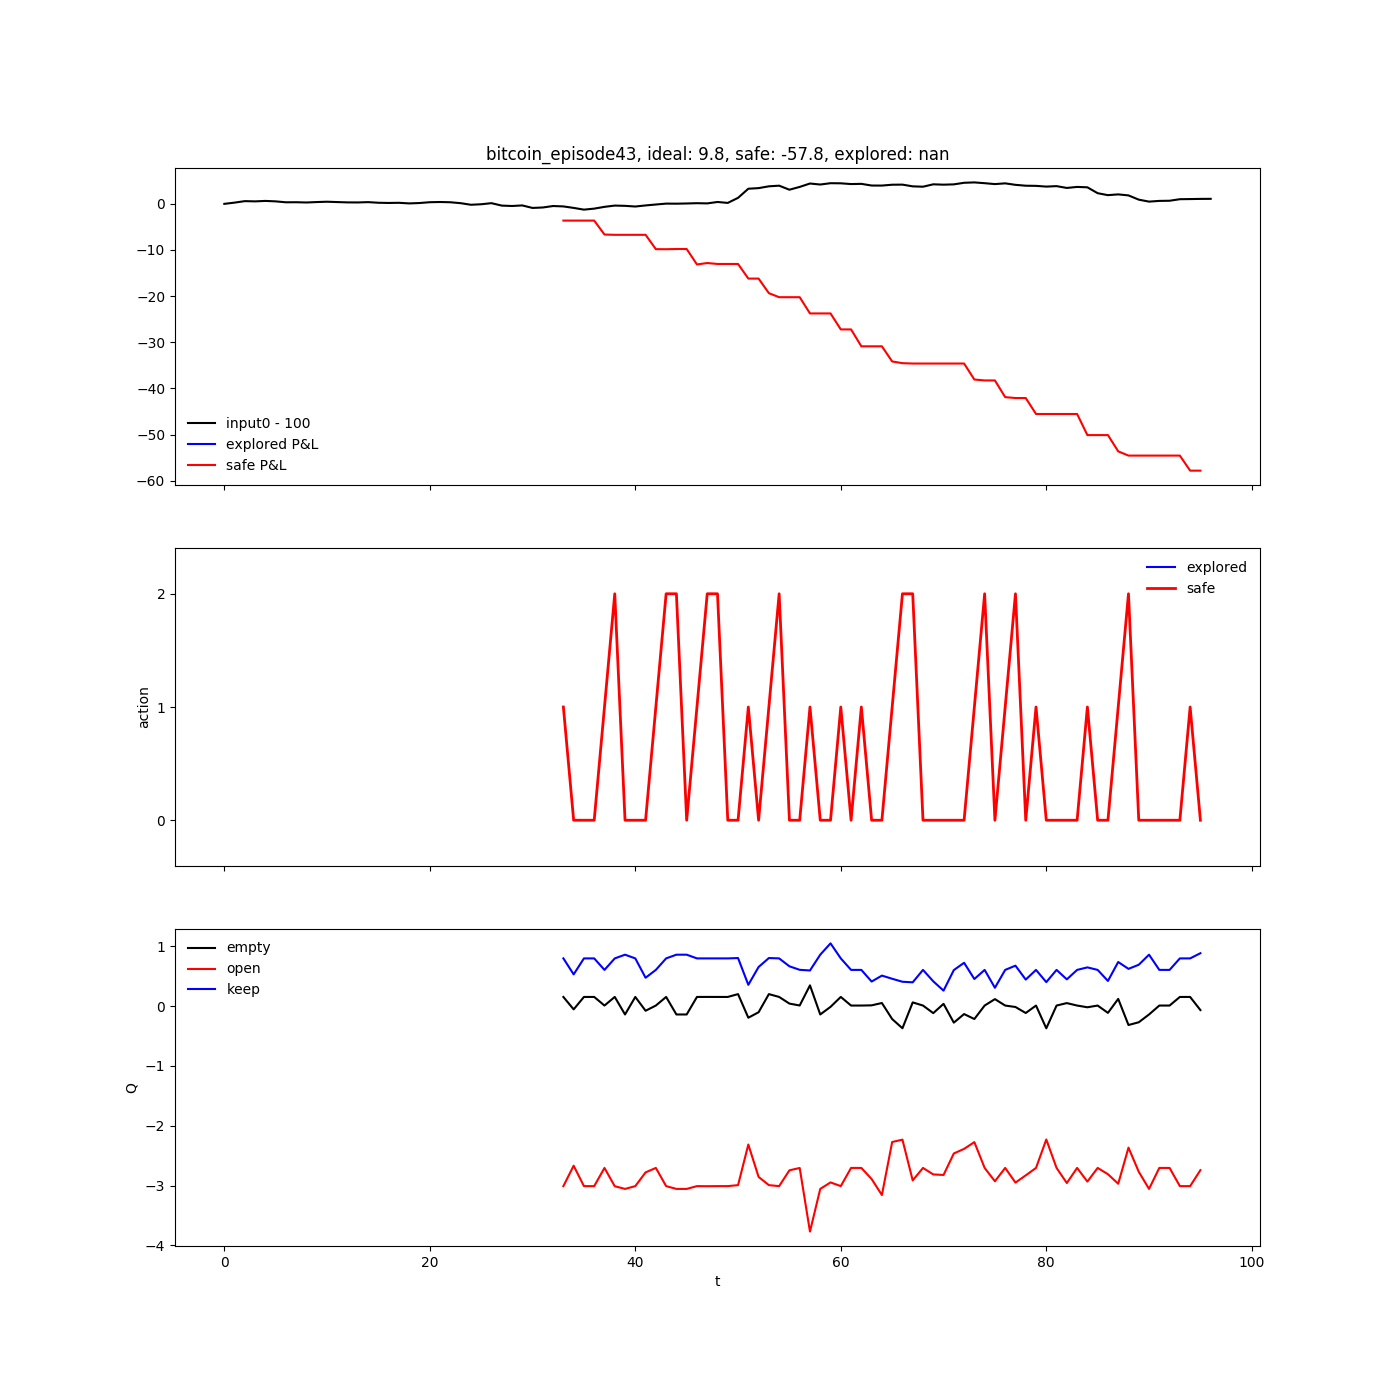 bitcoin_episode43, ideal: 9.8, safe: -57.8, explored: nan
0
−10
−20
−30
−40
−50
−60
input0 - 100
explored P&L
safe P&L
action
2
1
0
explored
safe
Q
1
0
−1
−2
−3
−4
empty
open
keep
0 20 40 60 80 100
t